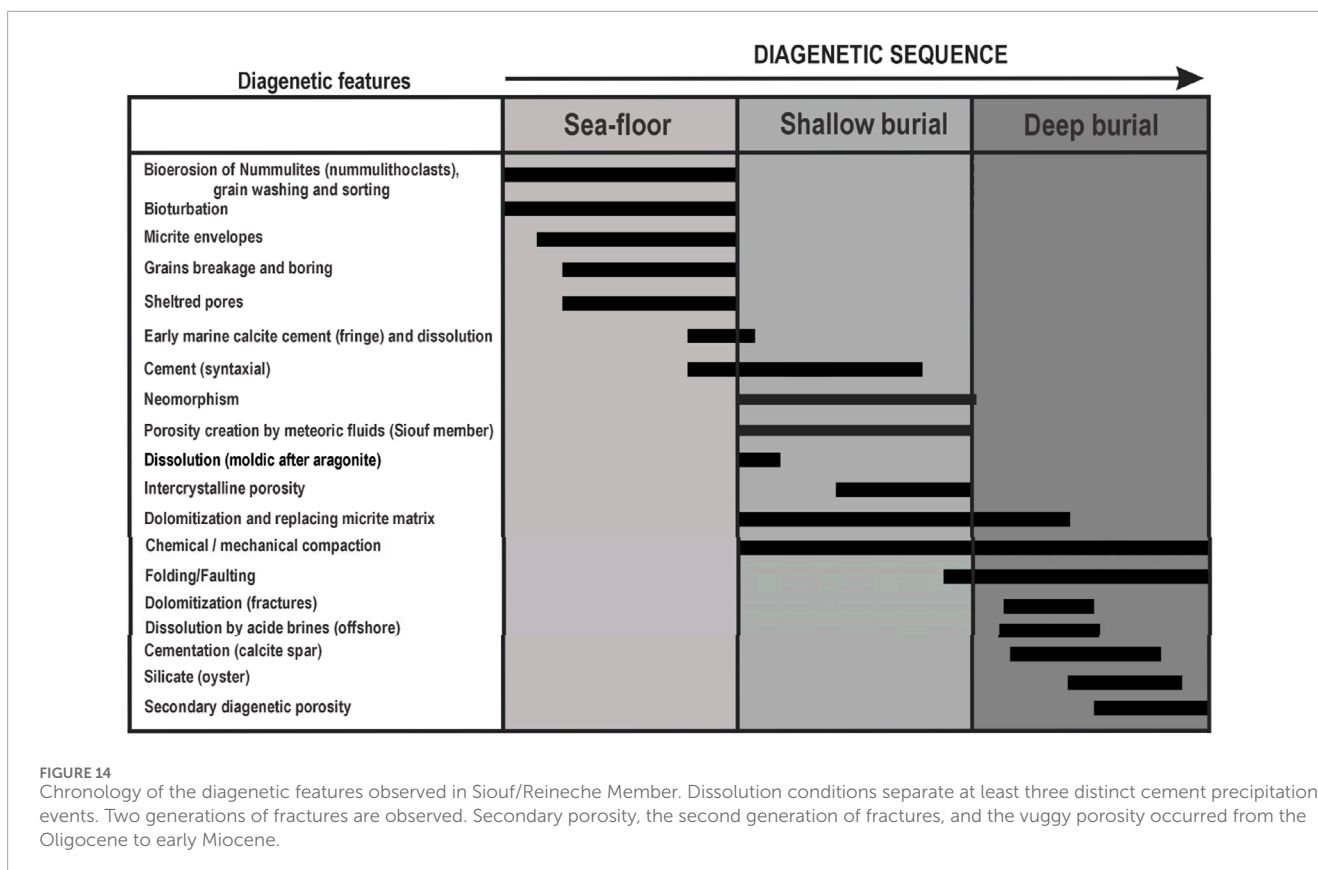 DIAGENETIC SEQUENCE
Diagenetic features
Sea-floor
Shallow burial
Deep burial
Bioerosion of Nummulites (nummulithoclasts),
grain washing and sorting
Bioturbation
Micrite envelopes
Grains breakage and boring
Sheltred pores
Early marine calcite cement (fringe) and dissolution
Cement (syntaxial)
Neomorphism
Porosity creation by meteoric fluids (Siouf member)
Dissolution (moldic after aragonite)
Intercrystalline porosity
Dolomitization and replacing micrite matrix
Chemical / mechanical compaction
Folding/Faulting
Dolomitization (fractures)
Dissolution by acide brines (offshore)
Cementation (calcite spar)
Silicate (oyster)
Secondary diagenetic porosity
FIGURE 14
Chronology of the diagenetic features observed in Siouf/Reineche Member. Dissolution conditions separate at least three distinct cement precipitation
events. Two generations of fractures are observed. Secondary porosity, the second generation of fractures, and the vuggy porosity occurred from the
Oligocene to early Miocene.